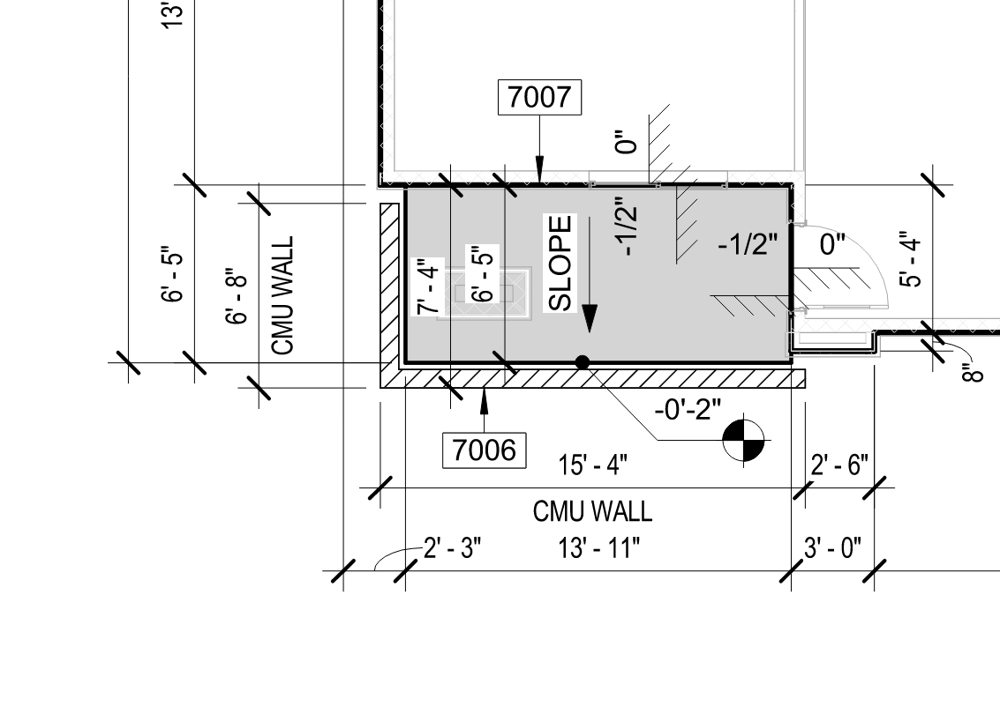 13'
7007
0"
-1/2"
SLOPE
-1/2"
0"
5' - 4"
6' - 5"
6' - 8"
CMU WALL
7' - 4"
6' - 5"
8"
-0'-2"
7006
15' - 4"
2' - 6"
CMU WALL
2' - 3"
13' - 11"
3' - 0"